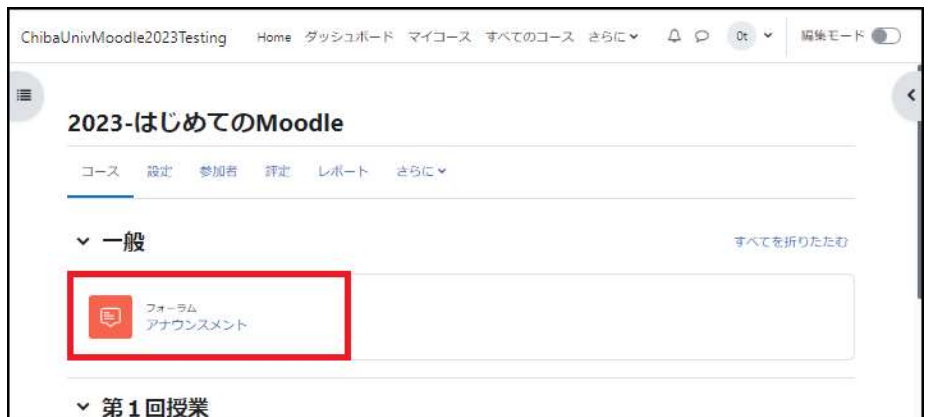 ChibaUnivMoodle2023Testing Home ダッシュボード マイコース すべてのコース さらに 0t 編集モード
2023-はじめてのMoodle
コース 設定 参加者 評定 レポート さらに
一般 すべてを折りたたむ
フォーラム
アナウンスメント
第1回授業